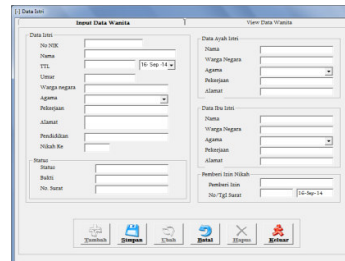 [-] Data Istri
Input Data Wanita
View Data Wanita
Data Istri
No NIK
Nama
TTL
16-Sep-14
Umur
Warga negara
Agama
Pekerjaan
Alamat
Pendidikan
Nikah Ke
Status
Status
Bukti
No. Surat
Data Ayah Istri
Nama
Warga Negara
Agama
Pekerjaan
Alamat
Data Ibu Istri
Nama
Warga Negara
Agama
Pekerjaan
Alamat
Pemberi Izin Nikah
Pemberi Izin
No/Tgl Surat
16-Sep-14
Tambah
Simpan
Ubah
Batal
Hapus
Keluar